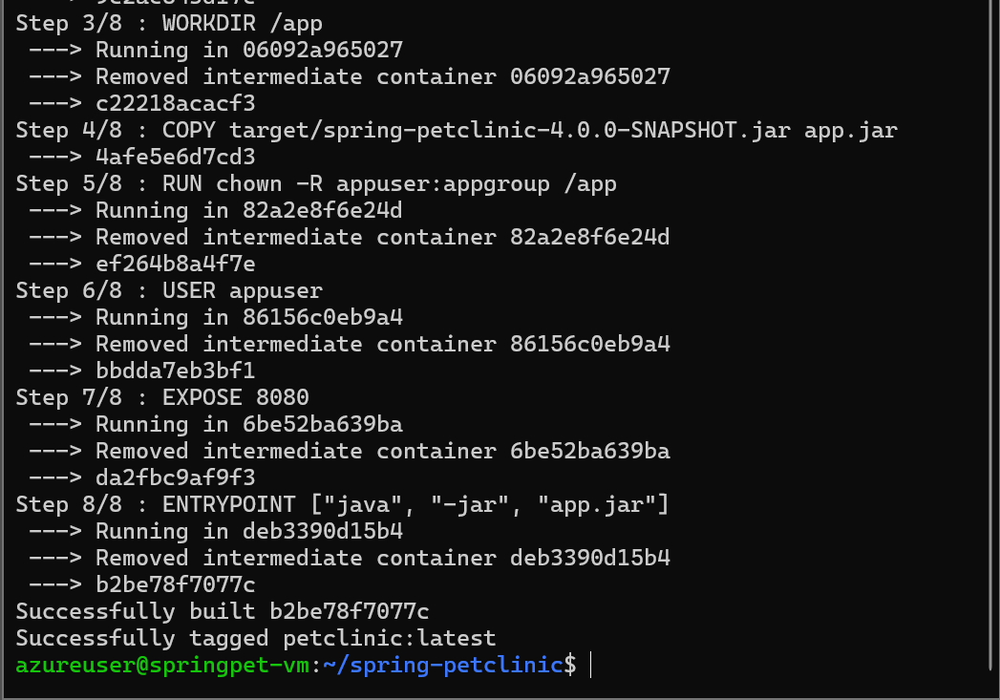 Step 3/8 : WORKDIR /app
---> Running in 06092a965027
---> Removed intermediate container 06092a965027
---> c22218acacf3
Step 4/8 : COPY target/spring-petclinic-4.0.0-SNAPSHOT.jar app.jar
---> 4afe5e6d7cd3
Step 5/8 : RUN chown -R appuser:appgroup /app
---> Running in 82a2e8f6e24d
---> Removed intermediate container 82a2e8f6e24d
---> ef264b8a4f7e
Step 6/8 : USER appuser
---> Running in 86156c0eb9a4
---> Removed intermediate container 86156c0eb9a4
---> bbdda7eb3bf1
Step 7/8 : EXPOSE 8080
---> Running in 6be52ba639ba
---> Removed intermediate container 6be52ba639ba
---> da2fbc9af9f3
Step 8/8 : ENTRYPOINT ["java", "-jar", "app.jar"]
---> Running in deb3390d15b4
---> Removed intermediate container deb3390d15b4
---> b2be78f7077c
Successfully built b2be78f7077c
Successfully tagged petclinic:latest
azureuser@springpet-vm:~/spring-petclinic$